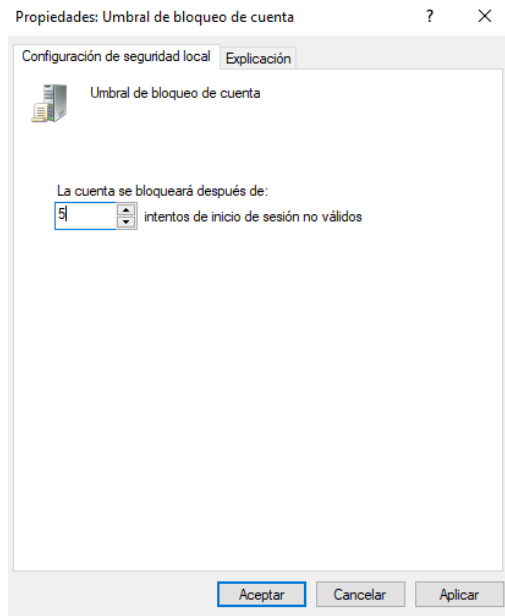 Propiedades: Umbral de bloqueo de cuenta ? ×
Configuración de seguridad local Explicación
Umbral de bloqueo de cuenta
La cuenta se bloqueará después de:
5 intentos de inicio de sesión no válidos
Aceptar Cancelar Aplicar